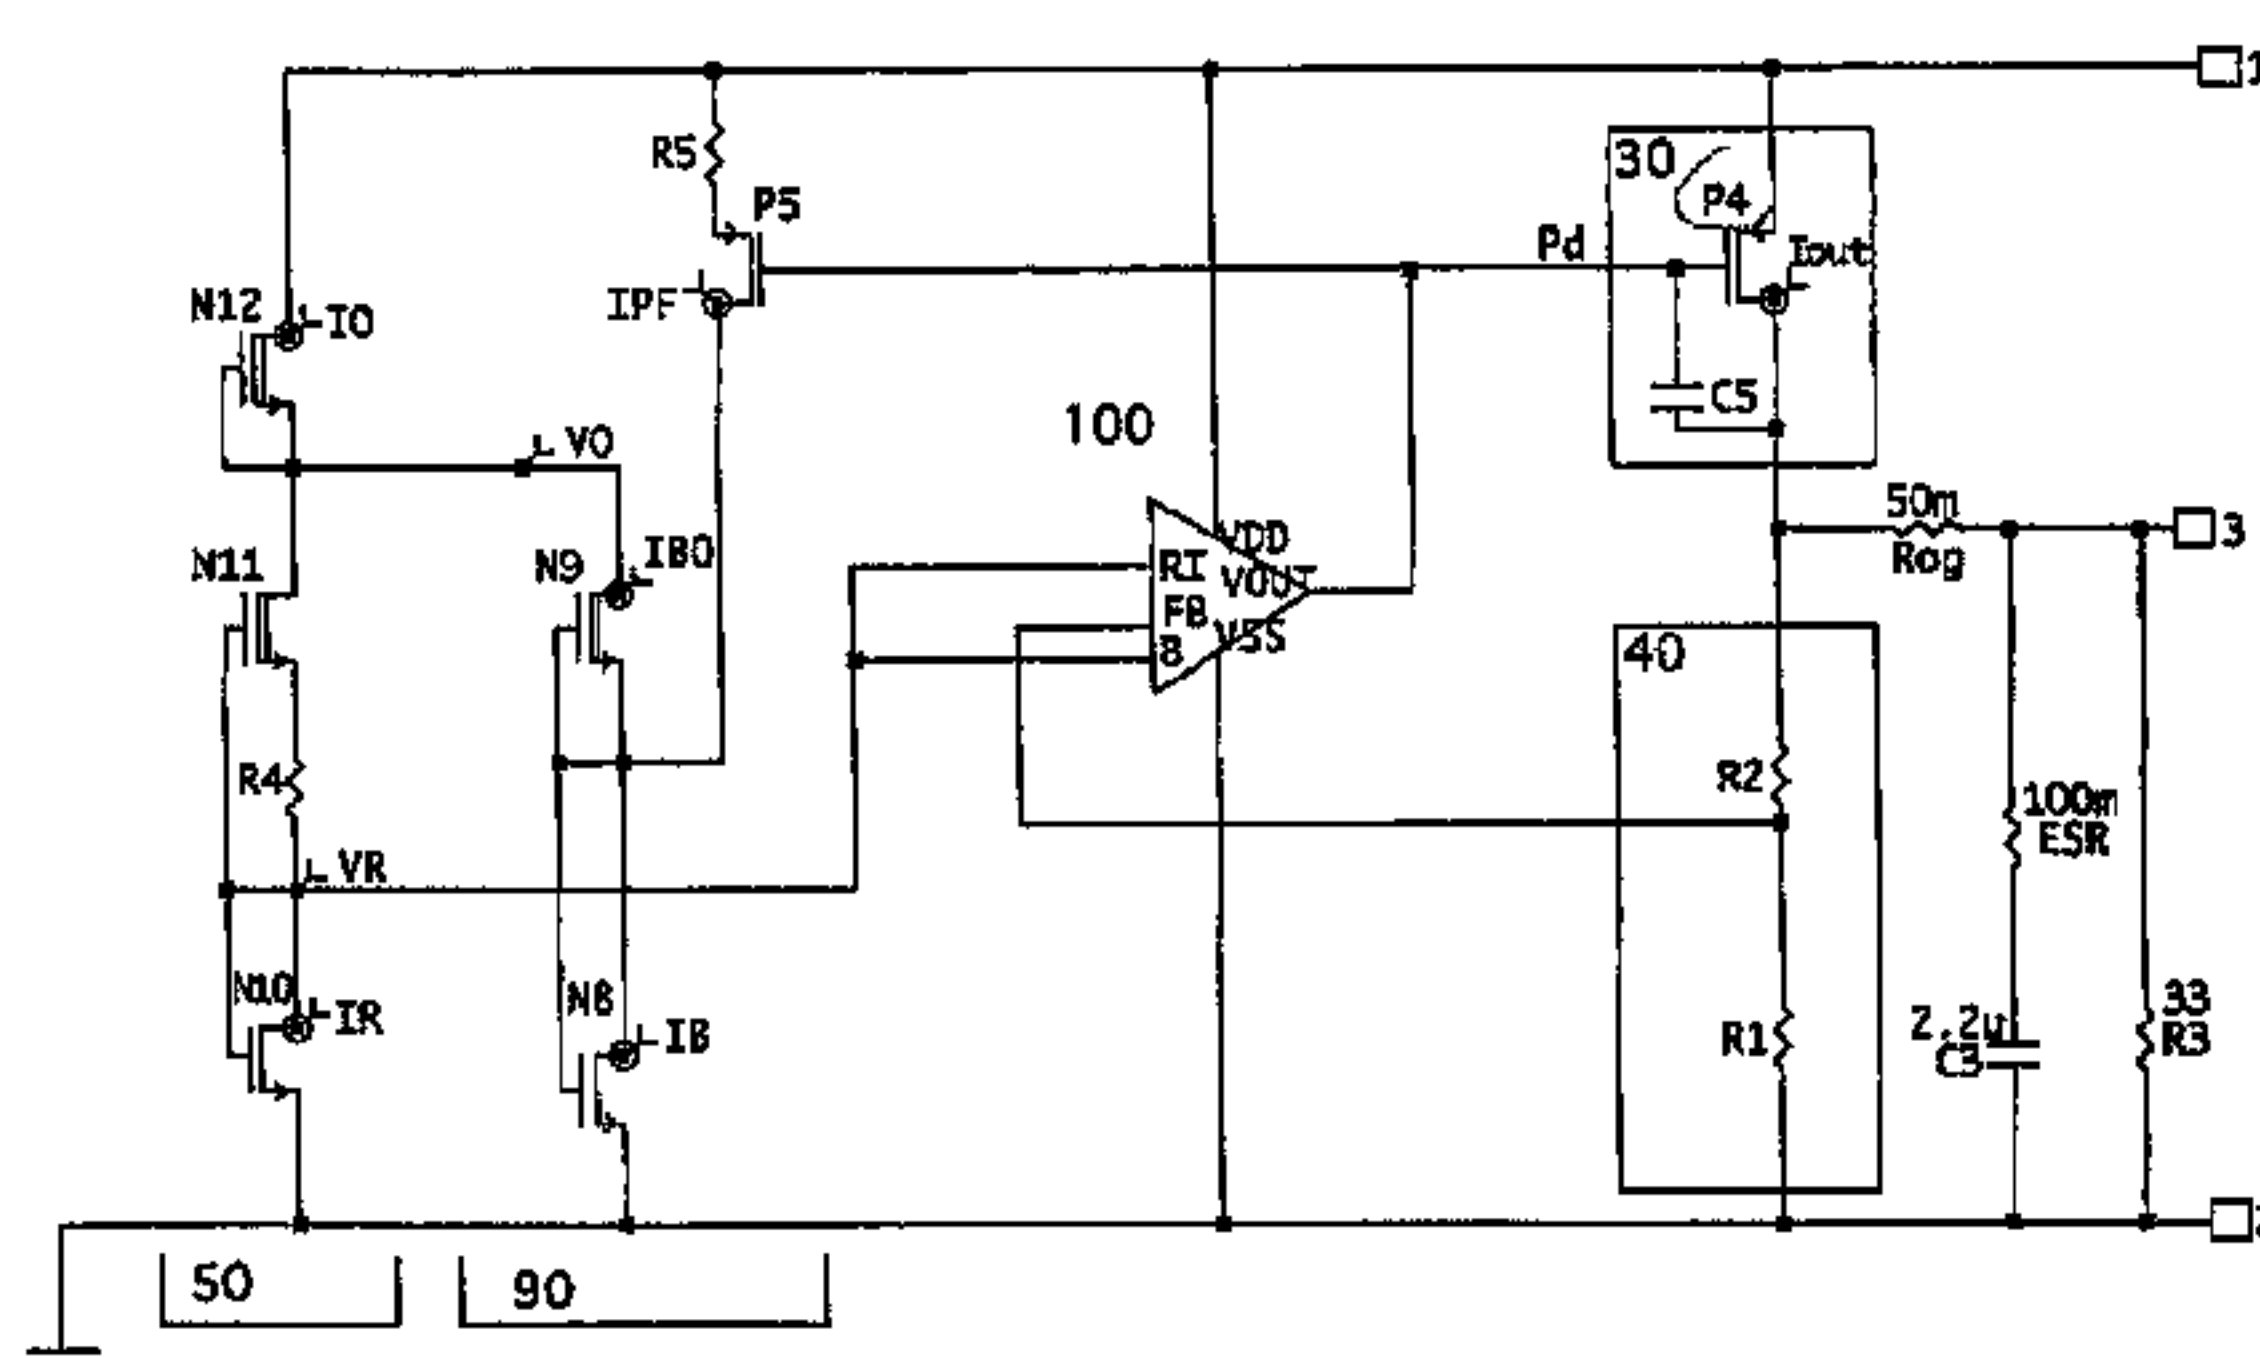 1
30
R5
P4
P5
Pd
Iout
IPF
N12
IO
C5
100
VO
50m
3
Rog
VDD
N11
N9
IBO
RI
VOUT
FB
VSS
B
40
R4
R2
100m
ESR
VR
N10
IR
N8
IB
R1
2.2u
C3
33
R3
50
90